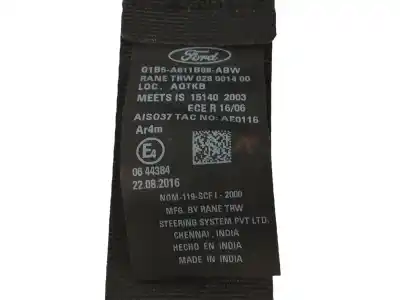 Ford
G1B5-A611B08-ABW
RANE TRW 028 0014 00
LOC. AQTKB
MEETS IS 15140 2003
ECE R 16/06
AIS037 TAC NO: AE0116
Ar4m
E4
06 44384
22.08.2016
NOM-119-SCFI-2000
MFG. BY RANE TRW
STEERING SYSTEM PVT LTD.
CHENNAI, INDIA
HECHO EN INDIA
MADE IN INDIA